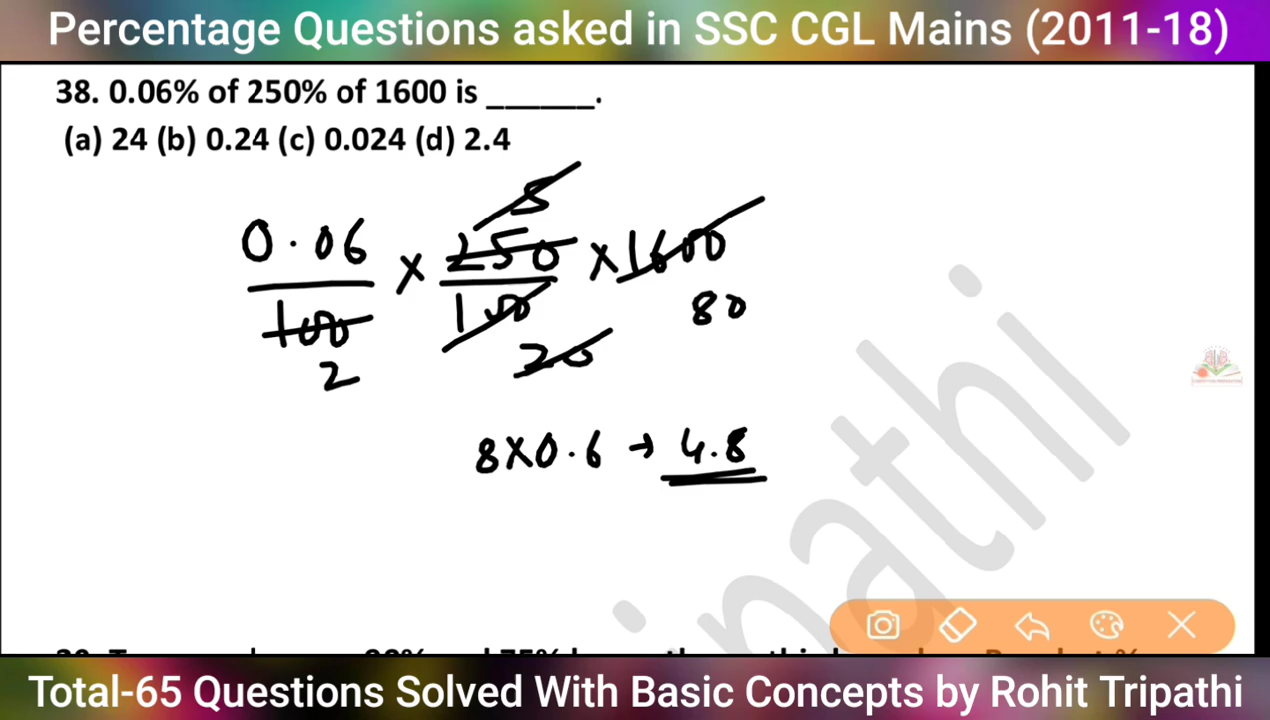 Percentage Questions asked in SSC CGL Mains (2011-18)
38. 0.06% of 250% of 1600 is ______.
(a) 24 (b) 0.24 (c) 0.024 (d) 2.4
5
0.06 × 250 × 1600
100 100 80
2 20
8×0.6 → 4.8
inathi
Total-65 Questions Solved With Basic Concepts by Rohit Tripathi